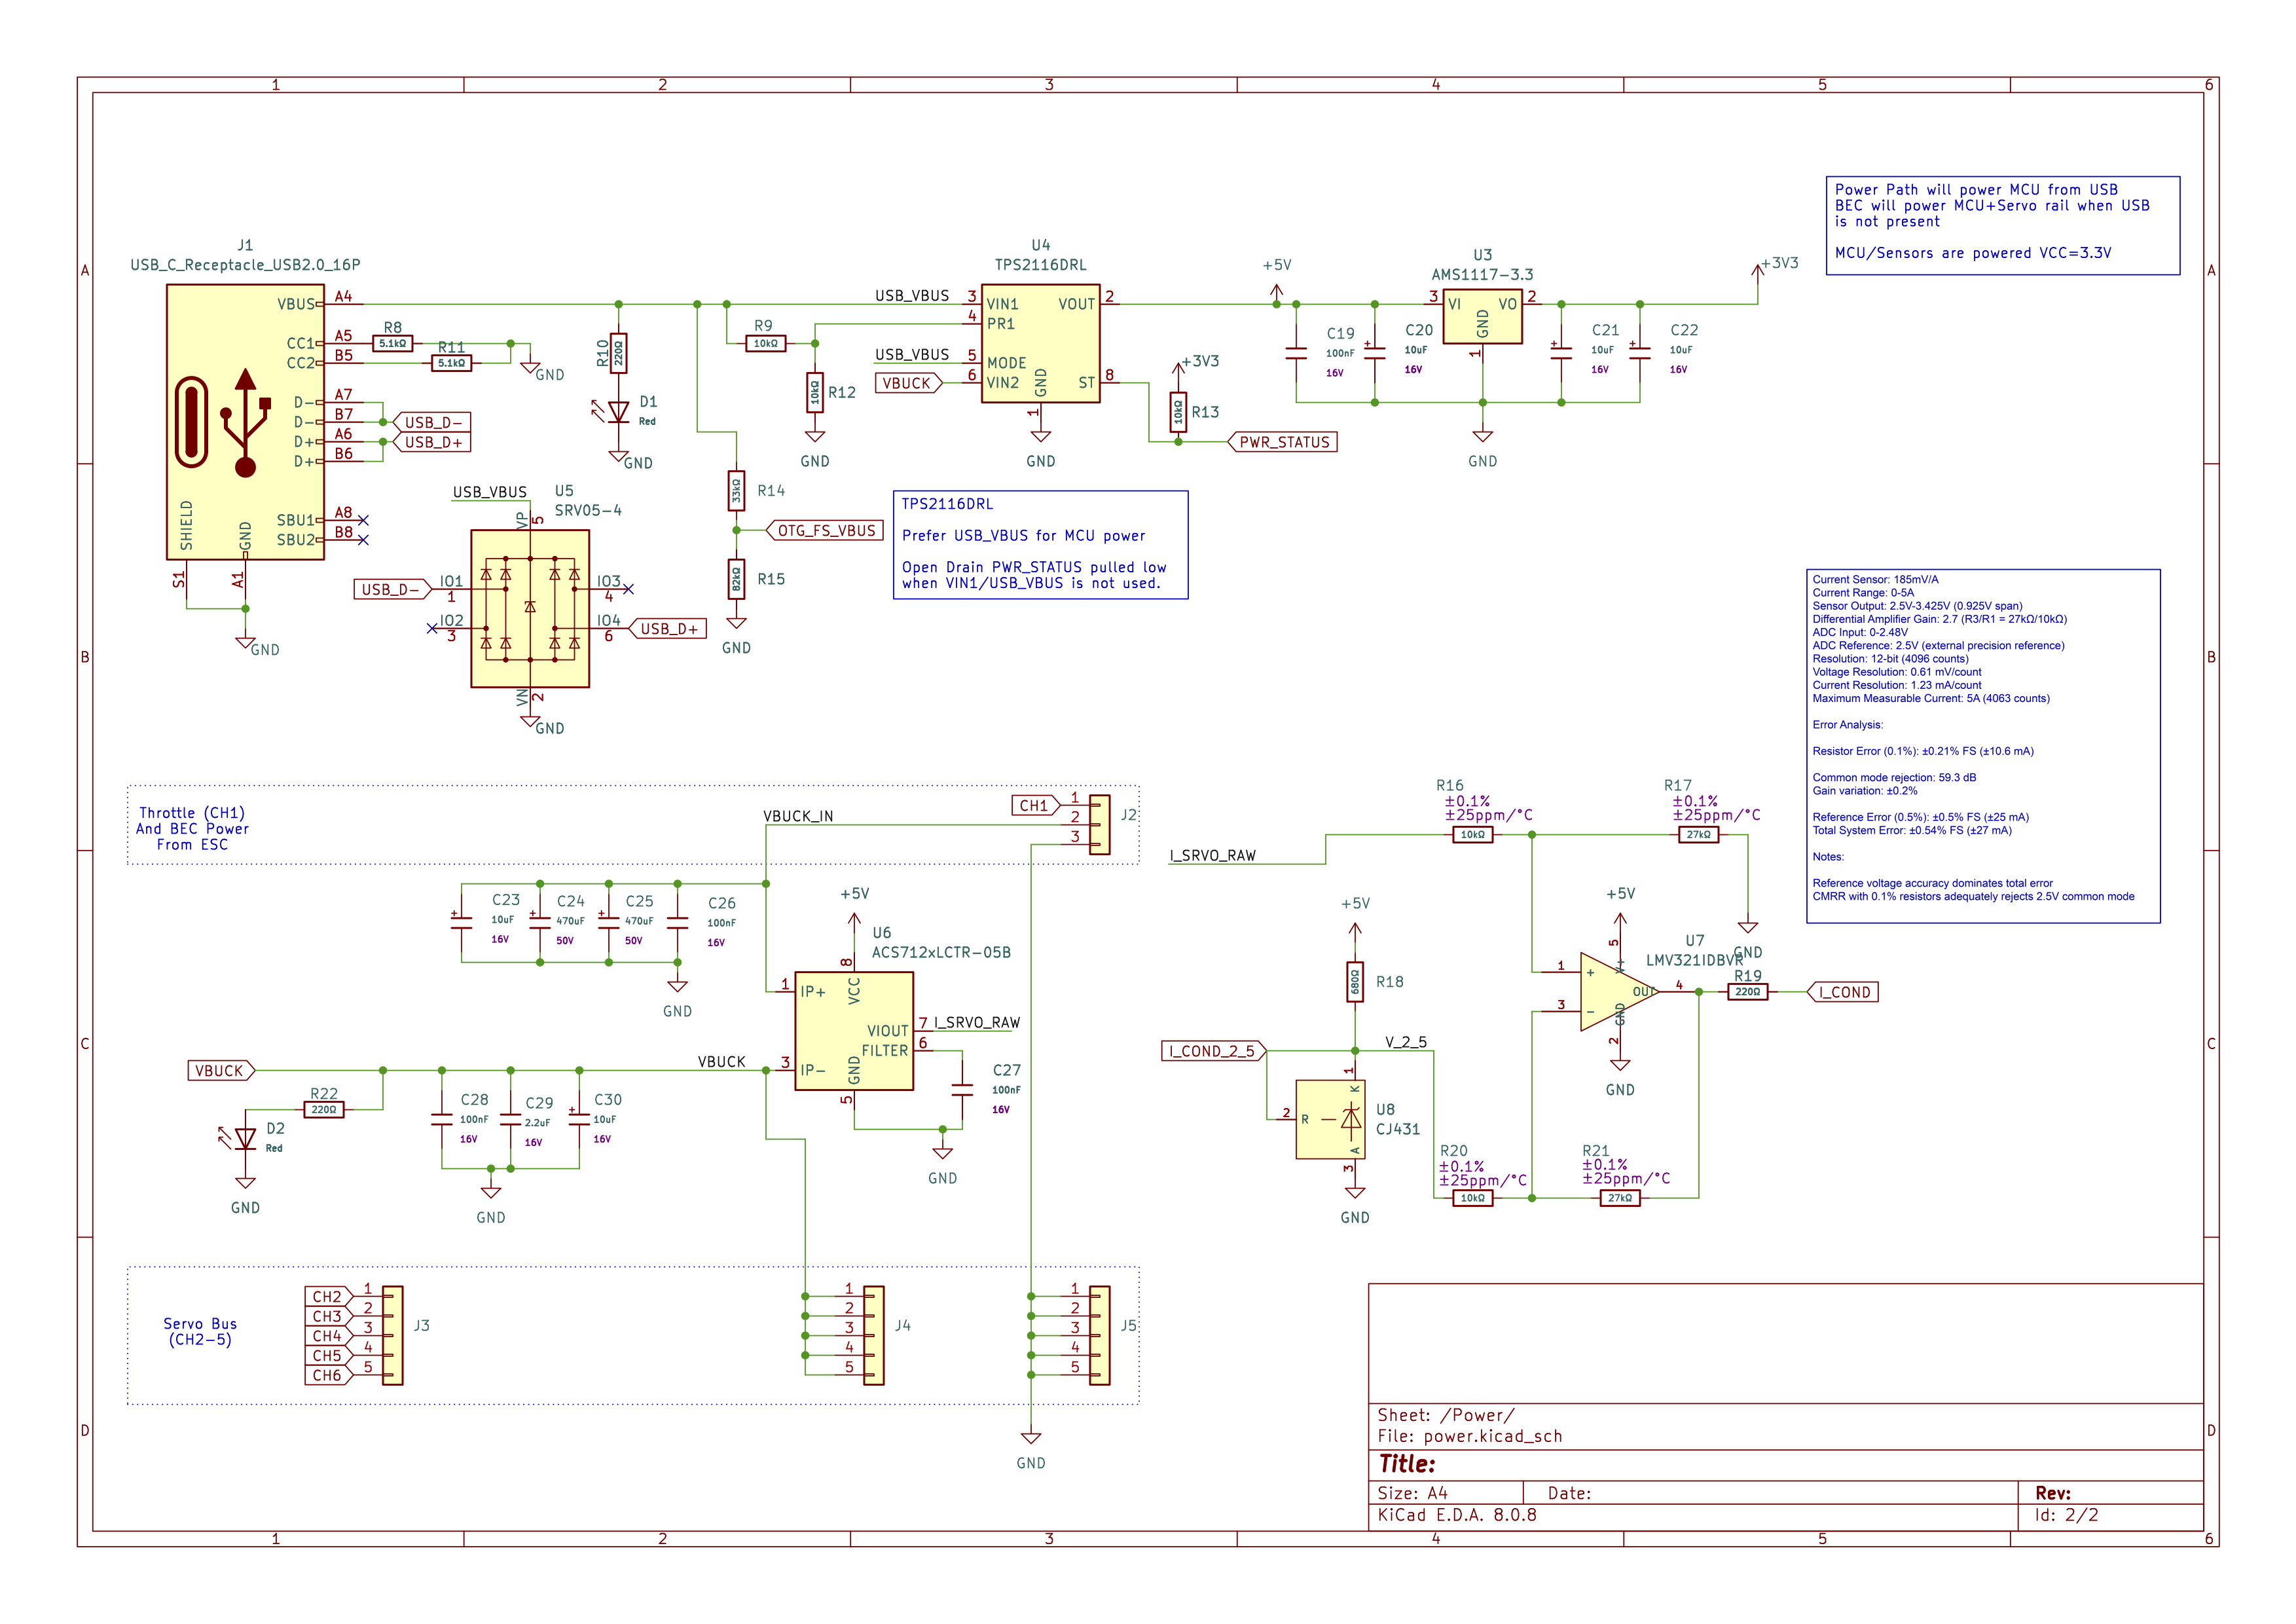 1 2 3 4 5 6
A
B
C
D
A
B
C
D
1 2 3 4 5 6
Power Path will power MCU from USB
BEC will power MCU+Servo rail when USB
is not present
MCU/Sensors are powered VCC=3.3V
J1
USB_C_Receptacle_USB2.0_16P
VBUS A4
CC1 A5
CC2 B5
D- A7
D- B7
D+ A6
D+ B6
SBU1 A8
SBU2 B8
SHIELD
GND
S1
A1
GND
R8
5.1kΩ
R11
5.1kΩ
GND
USB_D-
USB_D+
R10
220Ω
D1
Red
GND
USB_VBUS
U5
SRV05-4
VP
5
IO1
1
IO2
3
IO3
4
IO4
6
VN
2
USB_D-
USB_D+
GND
R9
10kΩ
R12
10kΩ
GND
R14
33kΩ
OTG_FS_VBUS
R15
82kΩ
GND
USB_VBUS
USB_VBUS
VBUCK
U4
TPS2116DRL
3 VIN1
4 PR1
5 MODE
6 VIN2
VOUT 2
ST 8
GND
1
GND
+3V3
R13
10kΩ
PWR_STATUS
TPS2116DRL
Prefer USB_VBUS for MCU power
Open Drain PWR_STATUS pulled low
when VIN1/USB_VBUS is not used.
+5V
C19
100nF
16V
C20
10uF
16V
U3
AMS1117-3.3
3 VI
VO 2
GND
1
GND
C21
10uF
16V
C22
10uF
16V
+3V3
Current Sensor: 185mV/A
Current Range: 0-5A
Sensor Output: 2.5V-3.425V (0.925V span)
Differential Amplifier Gain: 2.7 (R3/R1 = 27kΩ/10kΩ)
ADC Input: 0-2.48V
ADC Reference: 2.5V (external precision reference)
Resolution: 12-bit (4096 counts)
Voltage Resolution: 0.61 mV/count
Current Resolution: 1.23 mA/count
Maximum Measurable Current: 5A (4063 counts)
Error Analysis:
Resistor Error (0.1%): ±0.21% FS (±10.6 mA)
Common mode rejection: 59.3 dB
Gain variation: ±0.2%
Reference Error (0.5%): ±0.5% FS (±25 mA)
Total System Error: ±0.54% FS (±27 mA)
Notes:
Reference voltage accuracy dominates total error
CMRR with 0.1% resistors adequately rejects 2.5V common mode
Throttle (CH1)
And BEC Power
From ESC
VBUCK_IN
CH1
1
2
3
J2
C23
10uF
16V
C24
470uF
50V
C25
470uF
50V
C26
100nF
16V
GND
+5V
U6
ACS712xLCTR-05B
8
VCC
1 IP+
3 IP-
VIOUT 7
FILTER 6
GND
5
I_SRVO_RAW
C27
100nF
16V
GND
VBUCK
VBUCK
R22
220Ω
D2
Red
GND
C28
100nF
16V
C29
2.2uF
16V
C30
10uF
16V
GND
I_SRVO_RAW
R16
±0.1%
±25ppm/°C
10kΩ
R17
±0.1%
±25ppm/°C
27kΩ
GND
+5V
R18
680Ω
I_COND_2_5
V_2_5
1
K
2 R
A
3
U8
CJ431
GND
+5V
U7
LMV321IDBVR
5
V+
1 +
3 -
OUT 4
GND
2
GND
R19
220Ω
I_COND
R20
±0.1%
±25ppm/°C
10kΩ
R21
±0.1%
±25ppm/°C
27kΩ
Servo Bus
(CH2-5)
CH2 1
CH3 2
CH4 3
CH5 4
CH6 5
J3
1
2
3
4
5
J4
1
2
3
4
5
J5
GND
Sheet: /Power/
File: power.kicad_sch
Title:
Size: A4 Date: Rev:
KiCad E.D.A. 8.0.8 Id: 2/2